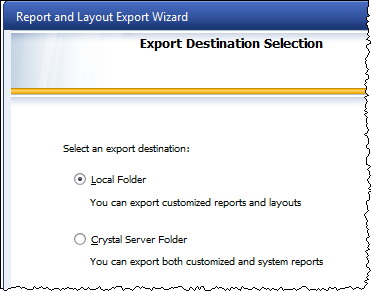 Report and Layout Export Wizard
Export Destination Selection
Select an export destination:
Local Folder
You can export customized reports and layouts
Crystal Server Folder
You can export both customized and system reports